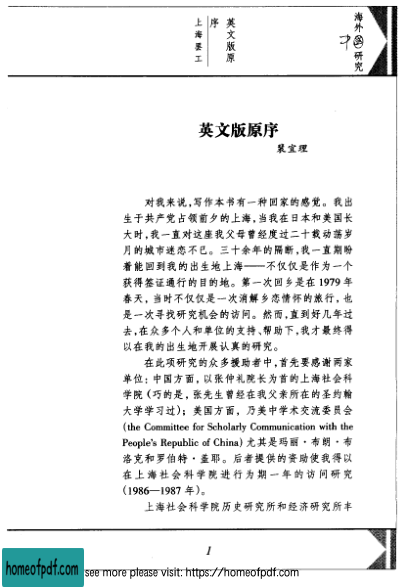 海外中国研究
英文版原
序
上海罢工
英文版原序
裴宜理
对我来说,写作本书有一种回家的感觉。我出
生于共产党占领前夕的上海,当我在日本和美国长
大时,我一直对这座我父母曾经度过二十载动荡岁
月的城市迷恋不已。三十余年的隔断,我一直期盼
着能回到我的出生地上海——不仅仅是作为一个
获得签证通行的目的地。第一次回乡是在1979年
春天,当时不仅仅是一次消解乡恋情怀的旅行,也
是一次寻找研究机会的访问。然而,直到好几年过
去,在众多个人和单位的支持、帮助下,我才最终得
以在我的出生地开展认真的研究。
在此项研究的众多援助者中,首先要感谢两家
单位:中国方面,以张仲礼院长为首的上海社会科
学院(巧的是,张先生曾经在我父亲所在的圣约翰
大学学习过);美国方面,乃美中学术交流委员会
(the Committee for Scholarly Communication with the
People's Republic of China)尤其是玛丽·布朗·布
洛克和罗伯特·盖耶。后者提供的资助使我得以
在上海社会科学院进行为期一年的访问研究
(1986—1987年)。
上海社会科学院历史研究所和经济研究所丰
1
homeofpdf.com
see more please visit: https://homeofpdf.com